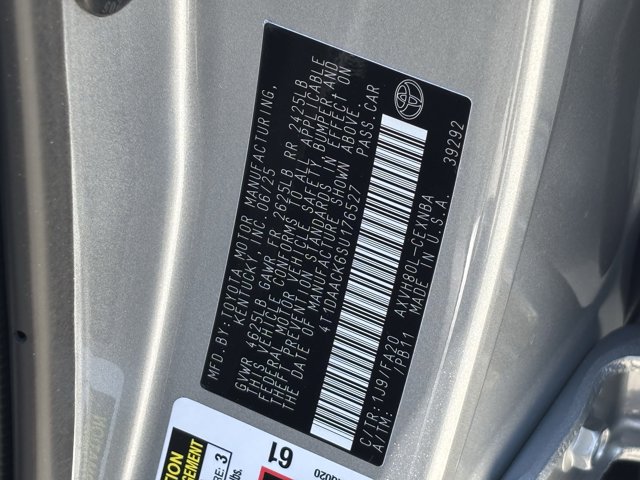 MFD. BY: TOYOTA MOTOR MANUFACTURING,
KENTUCKY, INC. 06/25
GVWR 4625LB GAWR FR 2625LB RR 2425LB
THIS VEHICLE CONFORMS TO ALL APPLICABLE
FEDERAL MOTOR VEHICLE SAFETY, BUMPER, AND
THEFT PREVENTION STANDARDS IN EFFECT ON
THE DATE OF MANUFACTURE SHOWN ABOVE.
4T1DAACK6SU176527 PASS. CAR
C/TR: 1J9/FA20 AXVH80L-CEXNBA
A/TM: /PB11 MADE IN U.S.A. 39292
61
3